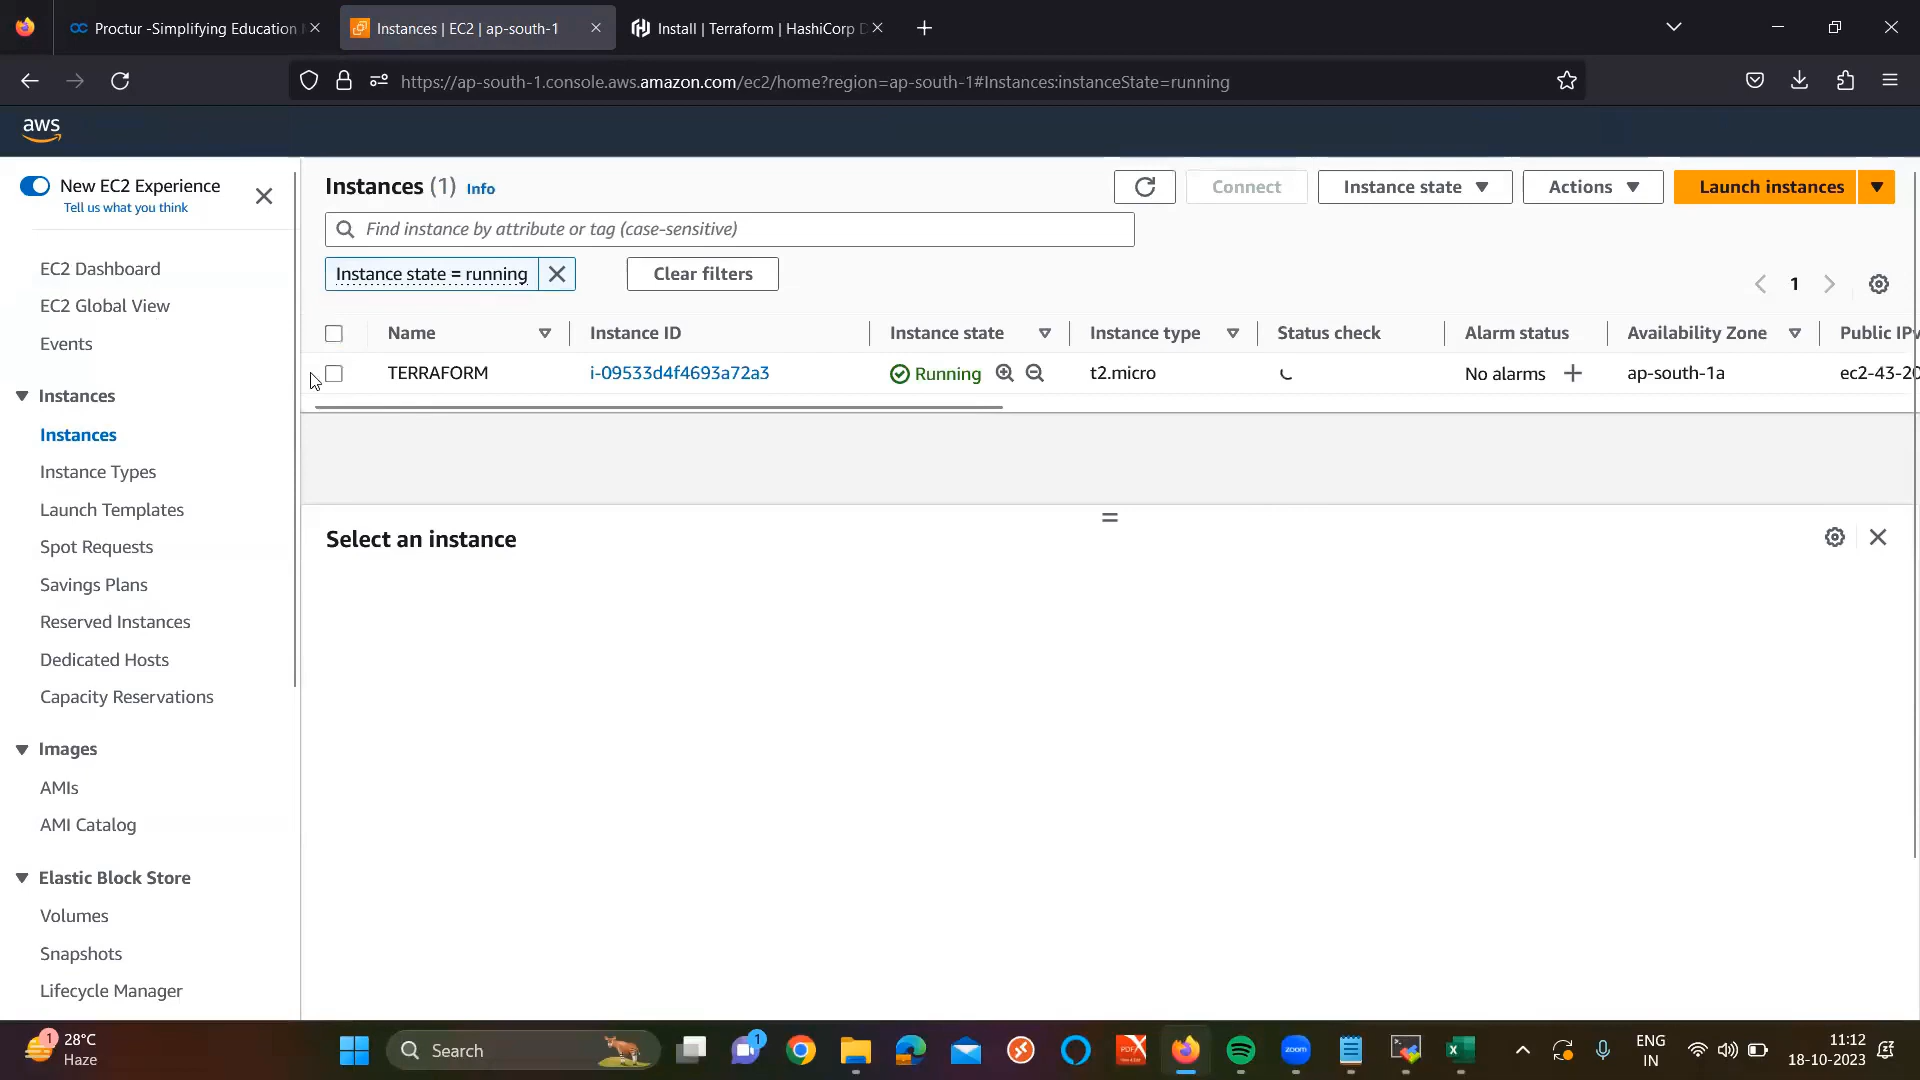 Proctur -Simplifying Education
Instances | EC2 | ap-south-1
Install | Terraform | HashiCorp
https://ap-south-1.console.aws.amazon.com/ec2/home?region=ap-south-1#Instances:instanceState=running
aws
New EC2 Experience
Tell us what you think
EC2 Dashboard
EC2 Global View
Events
Instances
Instances
Instance Types
Launch Templates
Spot Requests
Savings Plans
Reserved Instances
Dedicated Hosts
Capacity Reservations
Images
AMIs
AMI Catalog
Elastic Block Store
Volumes
Snapshots
Lifecycle Manager
Instances (1) Info
Connect
Instance state
Actions
Launch instances
Find instance by attribute or tag (case-sensitive)
Instance state = running
Clear filters
1
Name Instance ID Instance state Instance type Status check Alarm status Availability Zone Public IPv
TERRAFORM i-09533d4f4693a72a3 Running t2.micro No alarms ap-south-1a ec2-43-20
Select an instance
1
28°C
Haze
Search
1
PDF
zoom
ENG
IN
11:12
18-10-2023